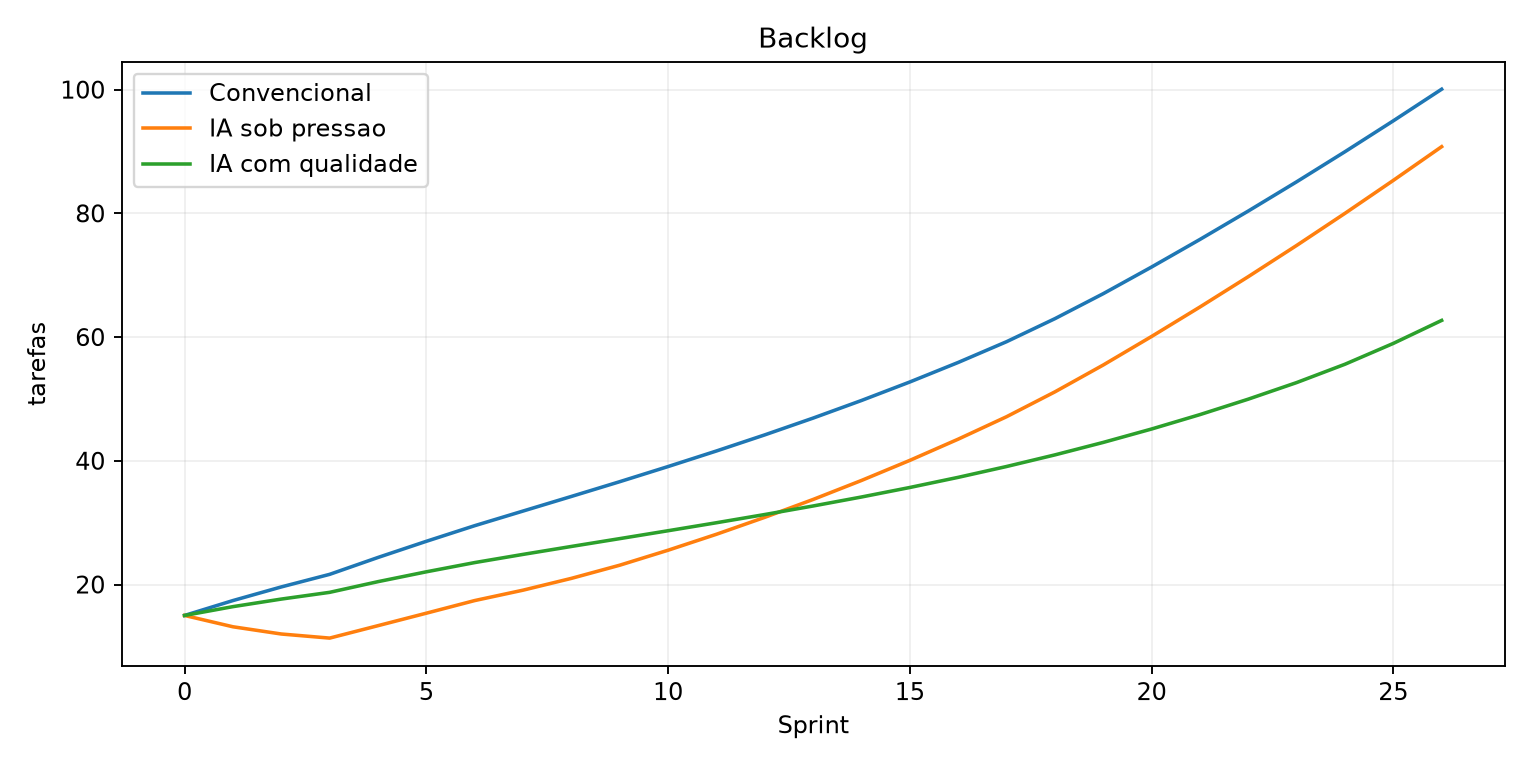 Backlog
Convencional
IA sob pressao
IA com qualidade
100
80
60
40
20
tarefas
0 5 10 15 20 25
Sprint